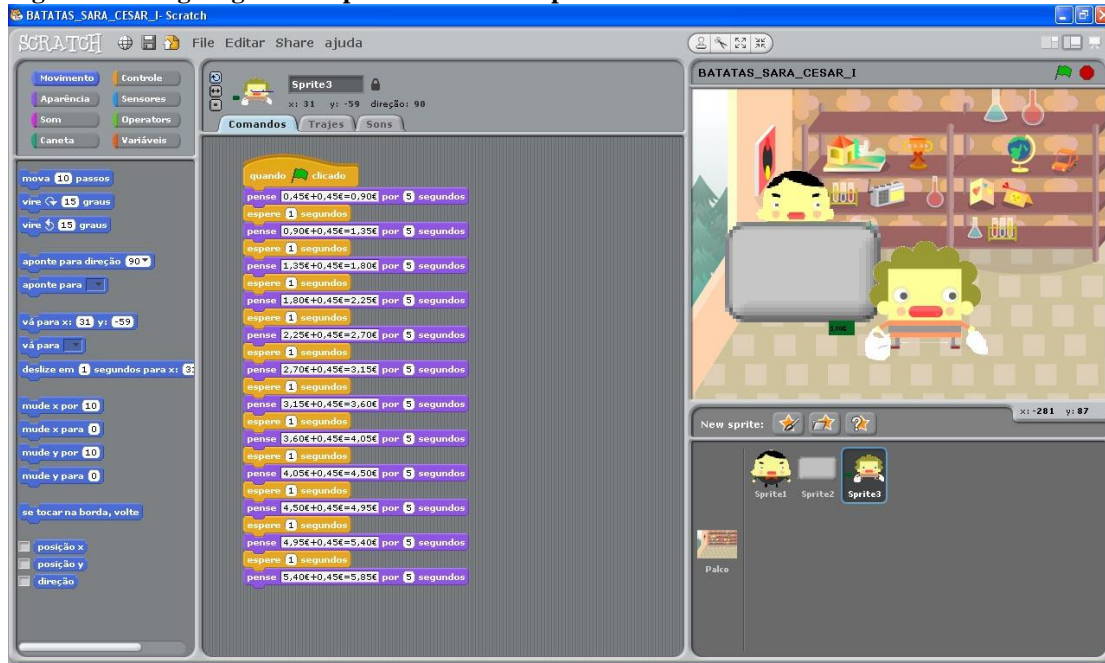 BATATAS_SARA_CESAR_I- Scratch
SCRATCH File Editar Share ajuda
Movimento Controle
Aparência Sensores
Som Operators
Caneta Variáveis
mova 10 passos
vire 15 graus
vire 15 graus
aponte para direção 90
aponte para
vá para x: 31 y: -59
vá para
deslize em 1 segundos para x: 31
mude x por 10
mude x para 0
mude y por 10
mude y para 0
se tocar na borda, volte
posição x
posição y
direção
Sprite3
x: 31 y: -59 direção: 90
Comandos Trajes Sons
quando clicado
pense 0,45€+0,45€=0,90€ por 5 segundos
espere 1 segundos
pense 0,90€+0,45€=1,35€ por 5 segundos
espere 1 segundos
pense 1,35€+0,45€=1,80€ por 5 segundos
espere 1 segundos
pense 1,80€+0,45€=2,25€ por 5 segundos
espere 1 segundos
pense 2,25€+0,45€=2,70€ por 5 segundos
espere 1 segundos
pense 2,70€+0,45€=3,15€ por 5 segundos
espere 1 segundos
pense 3,15€+0,45€=3,60€ por 5 segundos
espere 1 segundos
pense 3,60€+0,45€=4,05€ por 5 segundos
espere 1 segundos
pense 4,05€+0,45€=4,50€ por 5 segundos
espere 1 segundos
pense 4,50€+0,45€=4,95€ por 5 segundos
espere 1 segundos
pense 4,95€+0,45€=5,40€ por 5 segundos
espere 1 segundos
pense 5,40€+0,45€=5,85€ por 5 segundos
BATATAS_SARA_CESAR_I
x: -281 y: 87
New sprite:
Sprite1 Sprite2 Sprite3
Palco